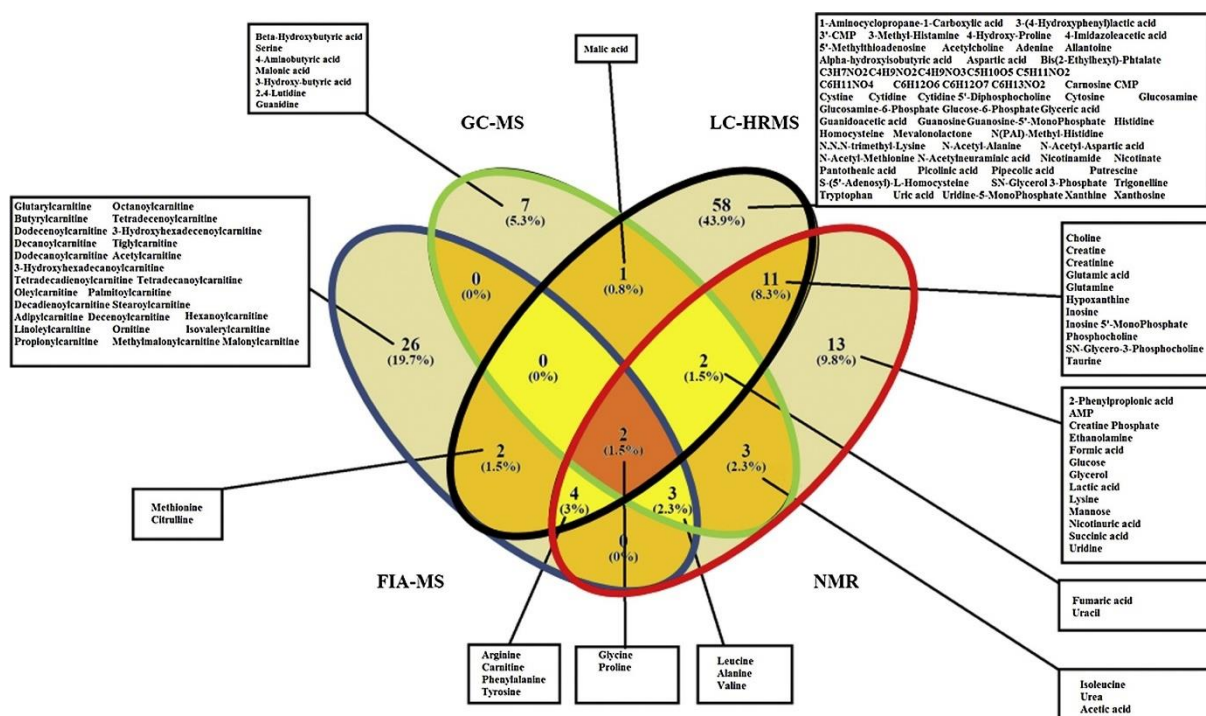 Beta-Hydroxybutyric acid
Serine
4-Aminobutyric acid
Malonic acid
3-Hydroxy-butyric acid
2.4-Lutidine
Guanidine
Malic acid
1-Aminocyclopropane-1-Carboxylic acid 3-(4-Hydroxyphenyl)lactic acid
3'-CMP 3-Methyl-Histamine 4-Hydroxy-Proline 4-Imidazoleacetic acid
5'-Methylthioadenosine Acetylcholine Adenine Allantoine
Alpha-hydroxyisobutyric acid Aspartic acid Bis(2-Ethylhexyl)-Phtalate
C3H7NO2C4H9NO2C4H9NO3C5H10O5 C5H11NO2
C6H11NO4 C6H12O6 C6H12O7 C6H13NO2 Carnosine CMP
Cystine Cytidine Cytidine 5'-Diphosphocholine Cytosine Glucosamine
Glucosamine-6-Phosphate Glucose-6-Phosphate Glyceric acid
Guanidoacetic acid Guanosine Guanosine-5'-MonoPhosphate Histidine
Homocysteine Mevalonolactone N(PAI)-Methyl-Histidine
N.N.N-trimethyl-Lysine N-Acetyl-Alanine N-Acetyl-Aspartic acid
N-Acetyl-Methionine N-Acetylneuraminic acid Nicotinamide Nicotinate
Pantothenic acid Picolinic acid Pipecolic acid Putrescine
S-(5'-Adenosyl)-L-Homocysteine SN-Glycerol 3-Phosphate Trigonelline
Tryptophan Uric acid Uridine-5-MonoPhosphate Xanthine Xanthosine
GC-MS
LC-HRMS
7
(5.3%)
58
(43.9%)
Glutarylcarnitine Octanoylcarnitine
Butyrylcarnitine Tetradecenoylcarnitine
Dodecenoylcarnitine 3-Hydroxyhexadecenoylcarnitine
Decanoylcarnitine Tiglylcarnitine
Dodecanoylcarnitine Acetylcarnitine
3-Hydroxyhexadecanoylcarnitine
Tetradecadienoylcarnitine Tetradecanoylcarnitine
Oleylcarnitine Palmitoylcarnitine
Decadienoylcarnitine Stearoylcarnitine
Adipylcarnitine Decenoylcarnitine Hexanoylcarnitine
Linoleylcarnitine Ornitine Isovalerylcarnitine
Propionylcarnitine Methylmalonylcarnitine Malonylcarnitine
0
(0%)
1
(0.8%)
11
(8.3%)
Choline
Creatine
Creatinine
Glutamic acid
Glutamine
Hypoxanthine
Inosine
Inosine 5'-MonoPhosphate
Phosphocholine
SN-Glycero-3-Phosphocholine
Taurine
26
(19.7%)
0
(0%)
2
(1.5%)
13
(9.8%)
2-Phenylpropionic acid
AMP
Creatine Phosphate
Ethanolamine
Formic acid
Glucose
Glycerol
Lactic acid
Lysine
Mannose
Nicotinuric acid
Succinic acid
Uridine
2
(1.5%)
2
(1.5%)
3
(2.3%)
4
(3%)
3
(2.3%)
0
(0%)
Methionine
Citrulline
FIA-MS
NMR
Fumaric acid
Uracil
Arginine
Carnitine
Phenylalanine
Tyrosine
Glycine
Proline
Leucine
Alanine
Valine
Isoleucine
Urea
Acetic acid